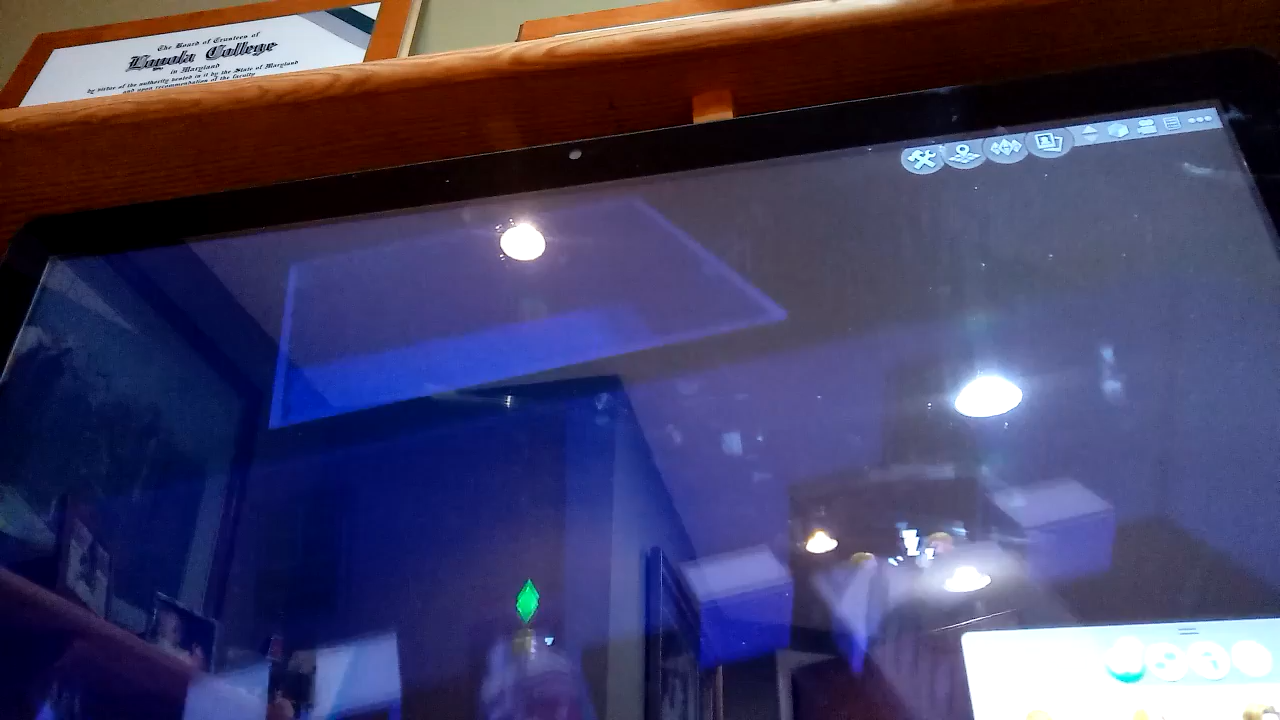 The Board of Trustees of
Loyola College
in Maryland
by virtue of the authority vested in it by the State of Maryland
and upon recommendation of the faculty